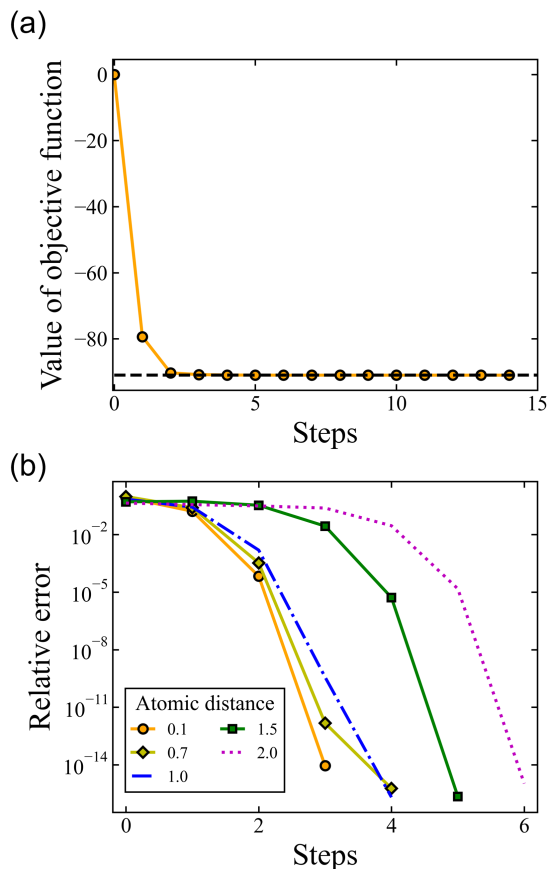 (a)
Value of objective function
0
−20
−40
−60
−80
0 5 10 15
Steps
(b)
Relative error
10⁻²
10⁻⁵
10⁻⁸
10⁻¹¹
10⁻¹⁴
Atomic distance
0.1 1.5
0.7 2.0
1.0
0 2 4 6
Steps